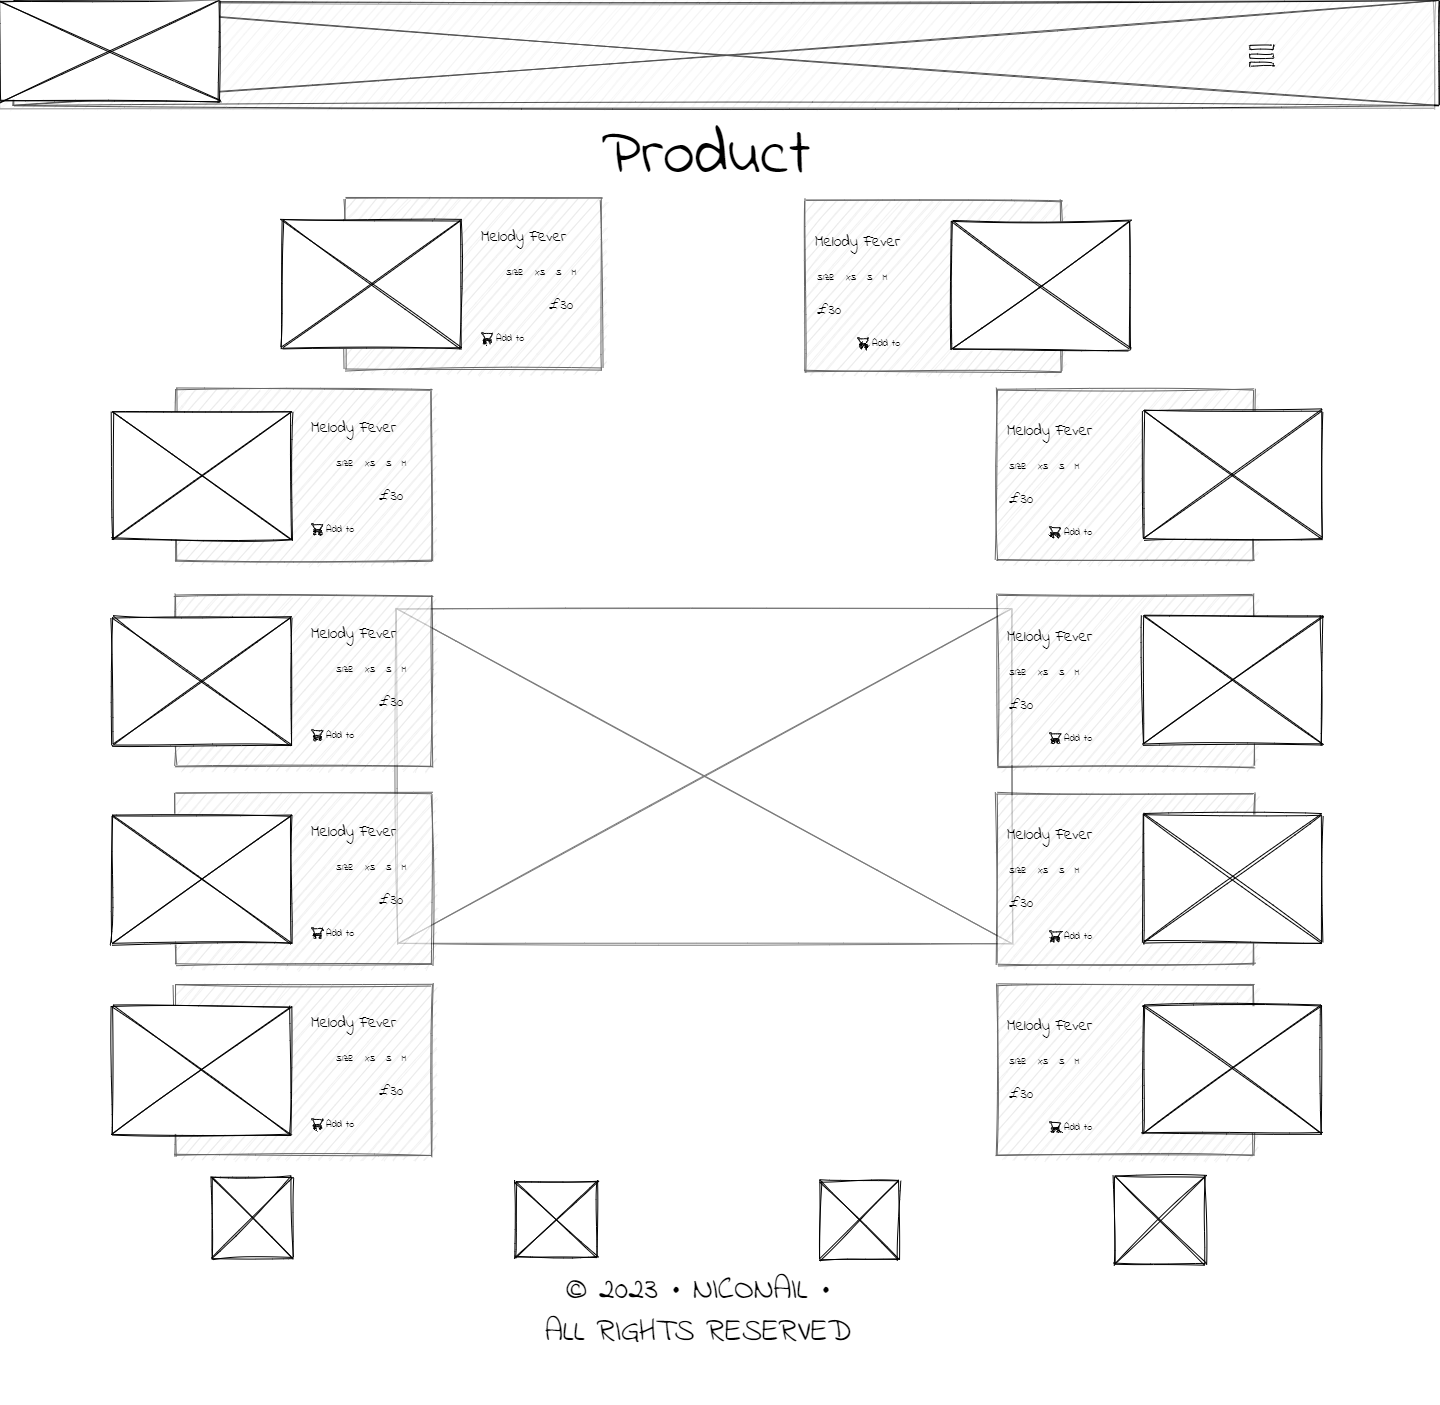 Product
Melody Fever
SIZE XS S M
£30
Add to
Melody Fever
SIZE XS S M
£30
Add to
Melody Fever
SIZE XS S M
£30
Add to
Melody Fever
SIZE XS S M
£30
Add to
Melody Fever
SIZE XS S M
£30
Add to
Melody Fever
SIZE XS S M
£30
Add to
Melody Fever
SIZE XS S M
£30
Add to
Melody Fever
SIZE XS S M
£30
Add to
Melody Fever
SIZE XS S M
£30
Add to
Melody Fever
SIZE XS S M
£30
Add to
© 2023 • NICONAIL •
ALL RIGHTS RESERVED